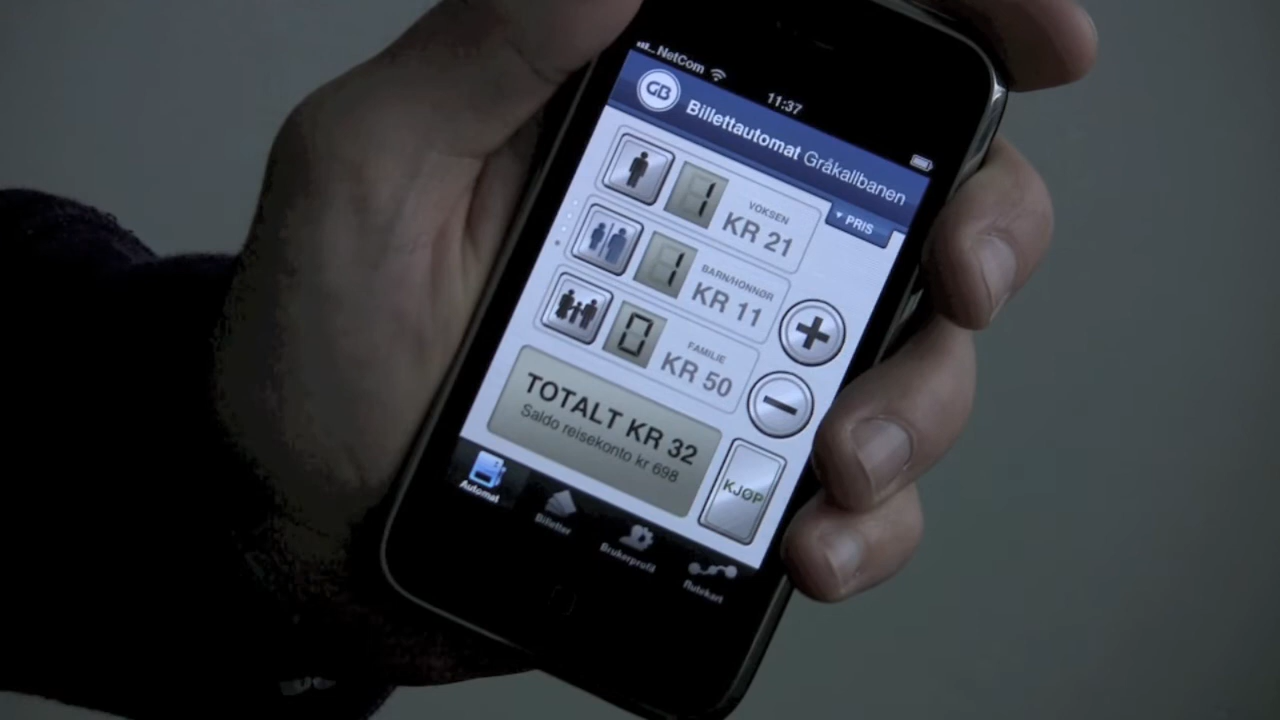 NetCom
11:37
GB Billettautomat Gråkallbanen
PRIS
1
VOKSEN
KR 21
1
BARN/HONNØR
KR 11
0
FAMILIE
KR 50
TOTALT KR 32
Saldo reisekonto kr 698
KJØP
Automat
Billetter
Brukerprofil
Rutekart